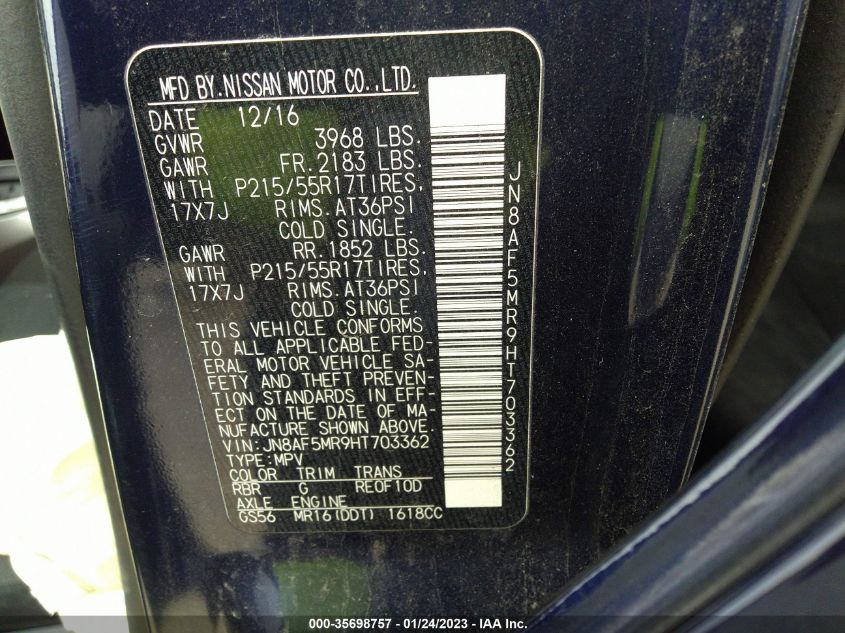 MFD BY.NISSAN MOTOR CO.,LTD.
DATE 12/16
GVWR 3968 LBS.
GAWR FR.2183 LBS.
WITH P215/55R17TIRES,
17X7J RIMS.AT36PSI
COLD SINGLE.
GAWR RR.1852 LBS.
WITH P215/55R17TIRES,
17X7J RIMS.AT36PSI
COLD SINGLE.
THIS VEHICLE CONFORMS
TO ALL APPLICABLE FED-
ERAL MOTOR VEHICLE SA-
FETY AND THEFT PREVEN-
TION STANDARDS IN EFF-
ECT ON THE DATE OF MA-
NUFACTURE SHOWN ABOVE.
VIN:JN8AF5MR9HT703362
TYPE:MPV
COLOR TRIM TRANS
RBR G RE0F10D
AXLE ENGINE
GS56 MR16(DDT) 1618CC
JN8AF5MR9HT703362
000-35698757 - 01/24/2023 - IAA Inc.